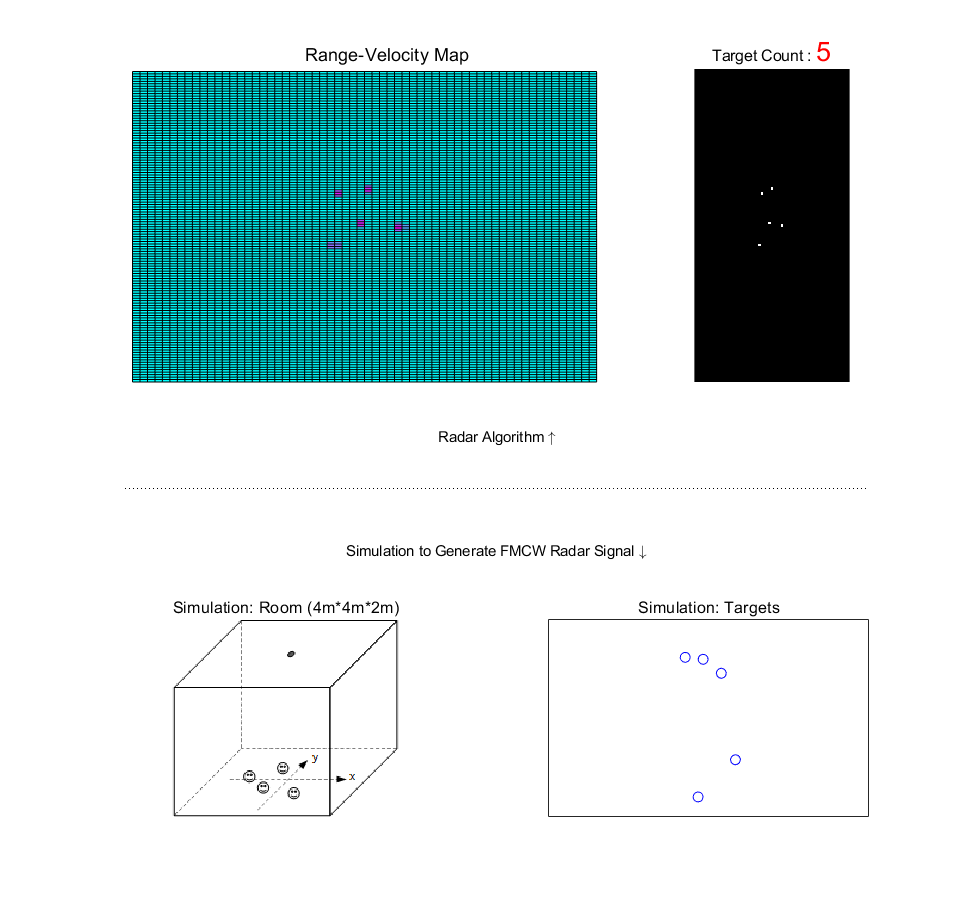 Range-Velocity Map
Target Count : 5
Radar Algorithm ↑
Simulation to Generate FMCW Radar Signal ↓
Simulation: Room (4m*4m*2m)
Simulation: Targets
y
x